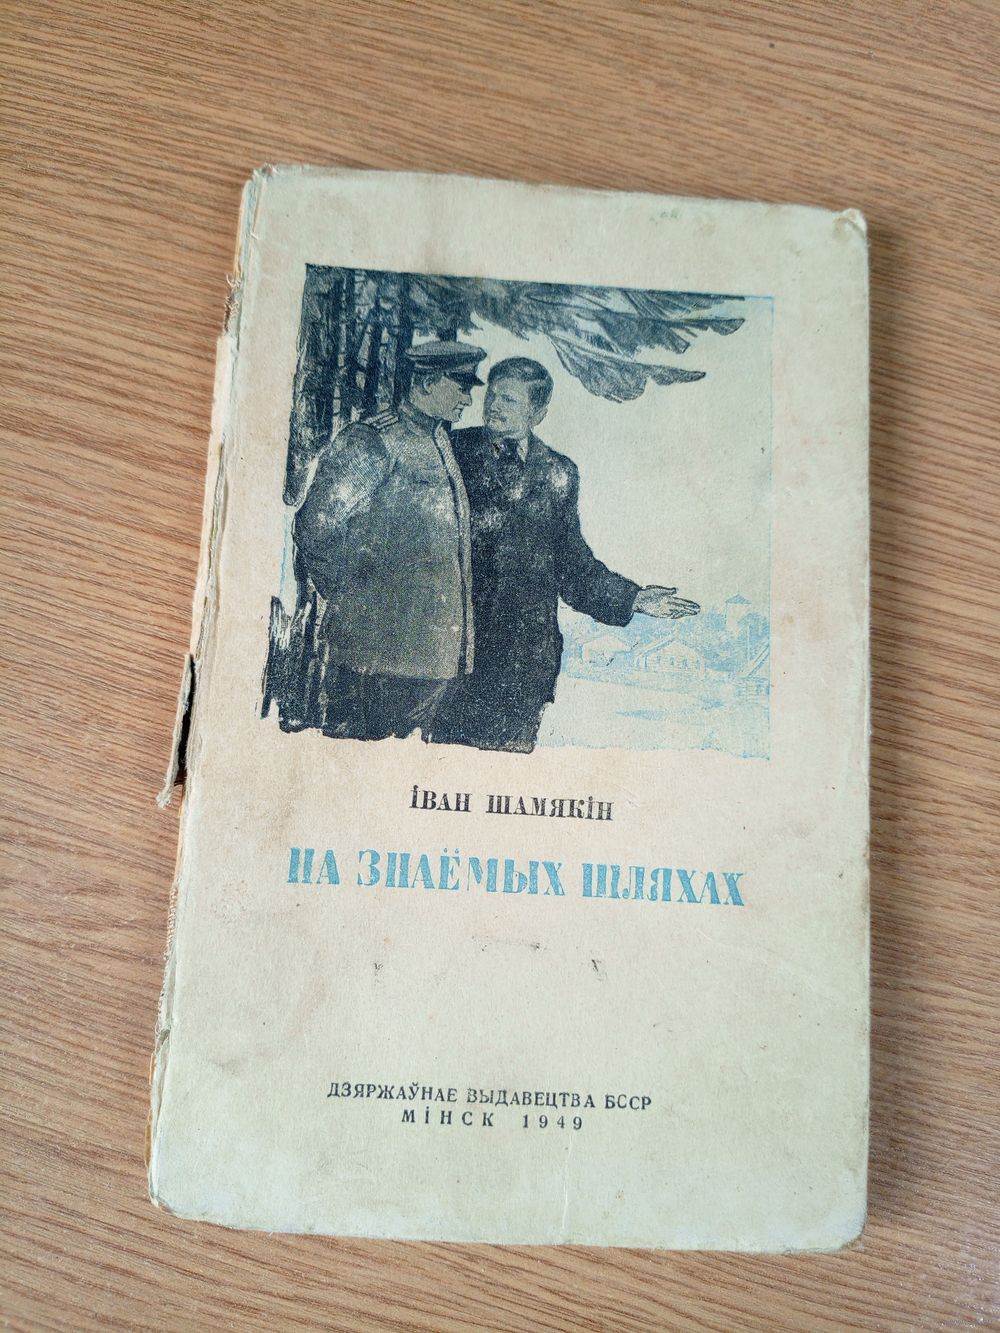 ІВАН ШАМЯКІН
НА ЗНАЁМЫХ ШЛЯХАХ
ДЗЯРЖАЎНАЕ ВЫДАВЕЦТВА БССР
МІНСК 1949